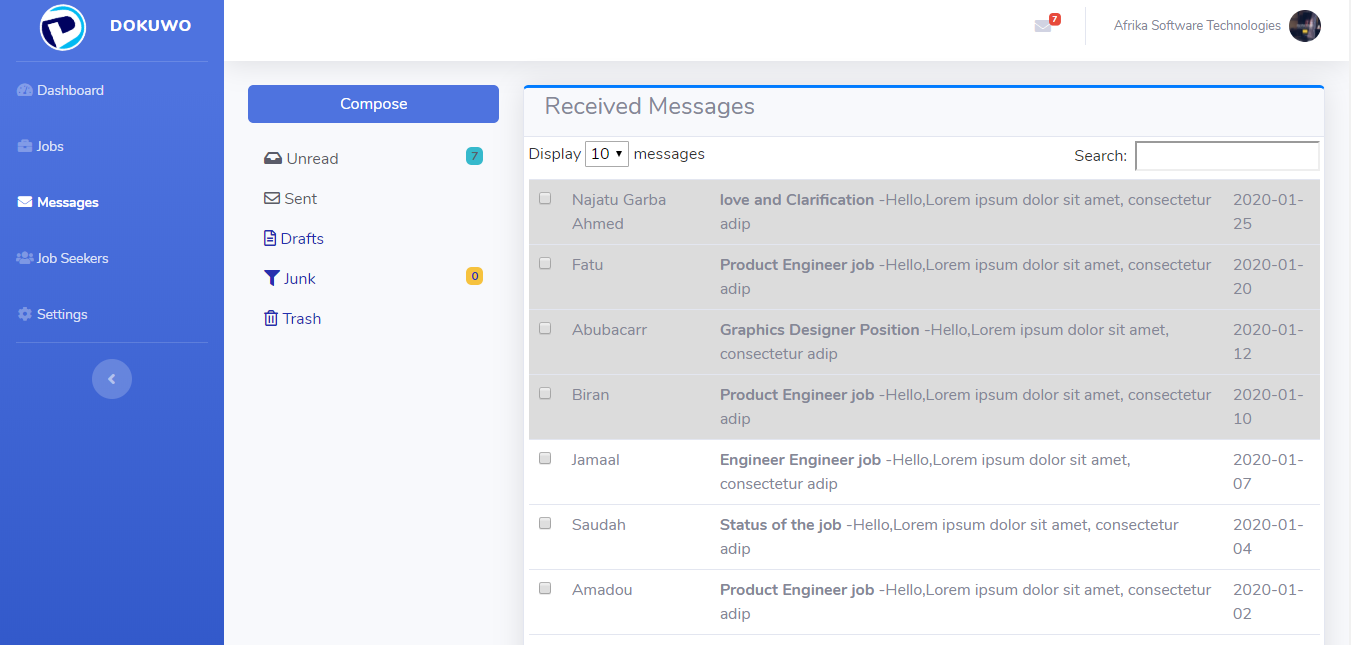 DOKUWO
7
Afrika Software Technologies
Dashboard
Jobs
Messages
Job Seekers
Settings
Compose
Unread 7
Sent
Drafts
Junk 0
Trash
Received Messages
Display 10 messages
Search:
Najatu Garba
Ahmed
love and Clarification -Hello,Lorem ipsum dolor sit amet, consectetur
adip
2020-01-
25
Fatu
Product Engineer job -Hello,Lorem ipsum dolor sit amet, consectetur
adip
2020-01-
20
Abubacarr
Graphics Designer Position -Hello,Lorem ipsum dolor sit amet,
consectetur adip
2020-01-
12
Biran
Product Engineer job -Hello,Lorem ipsum dolor sit amet, consectetur
adip
2020-01-
10
Jamaal
Engineer Engineer job -Hello,Lorem ipsum dolor sit amet,
consectetur adip
2020-01-
07
Saudah
Status of the job -Hello,Lorem ipsum dolor sit amet, consectetur
adip
2020-01-
04
Amadou
Product Engineer job -Hello,Lorem ipsum dolor sit amet, consectetur
adip
2020-01-
02